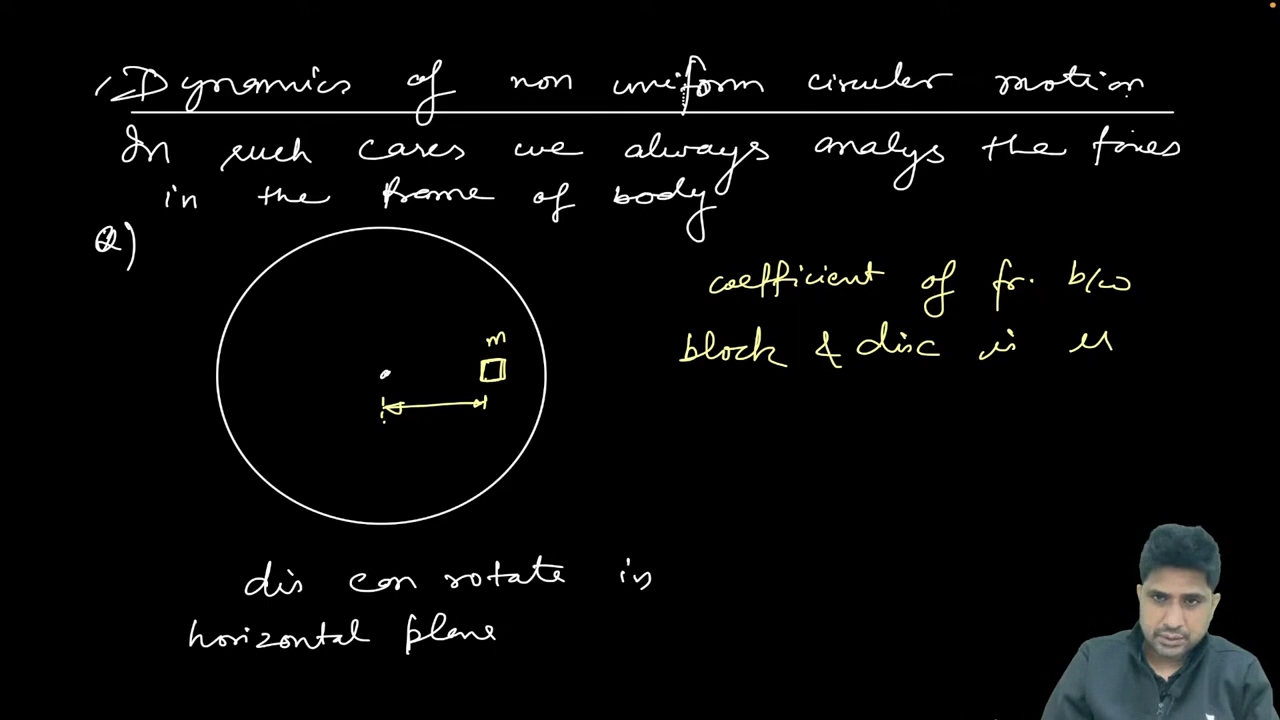 Dynamics of non uniform circular motion
In such cases we always analys the forces
in the frame of body
Q)
coefficient of fr. b/w
block & disc is μ
m
dis can rotate in
horizontal plane